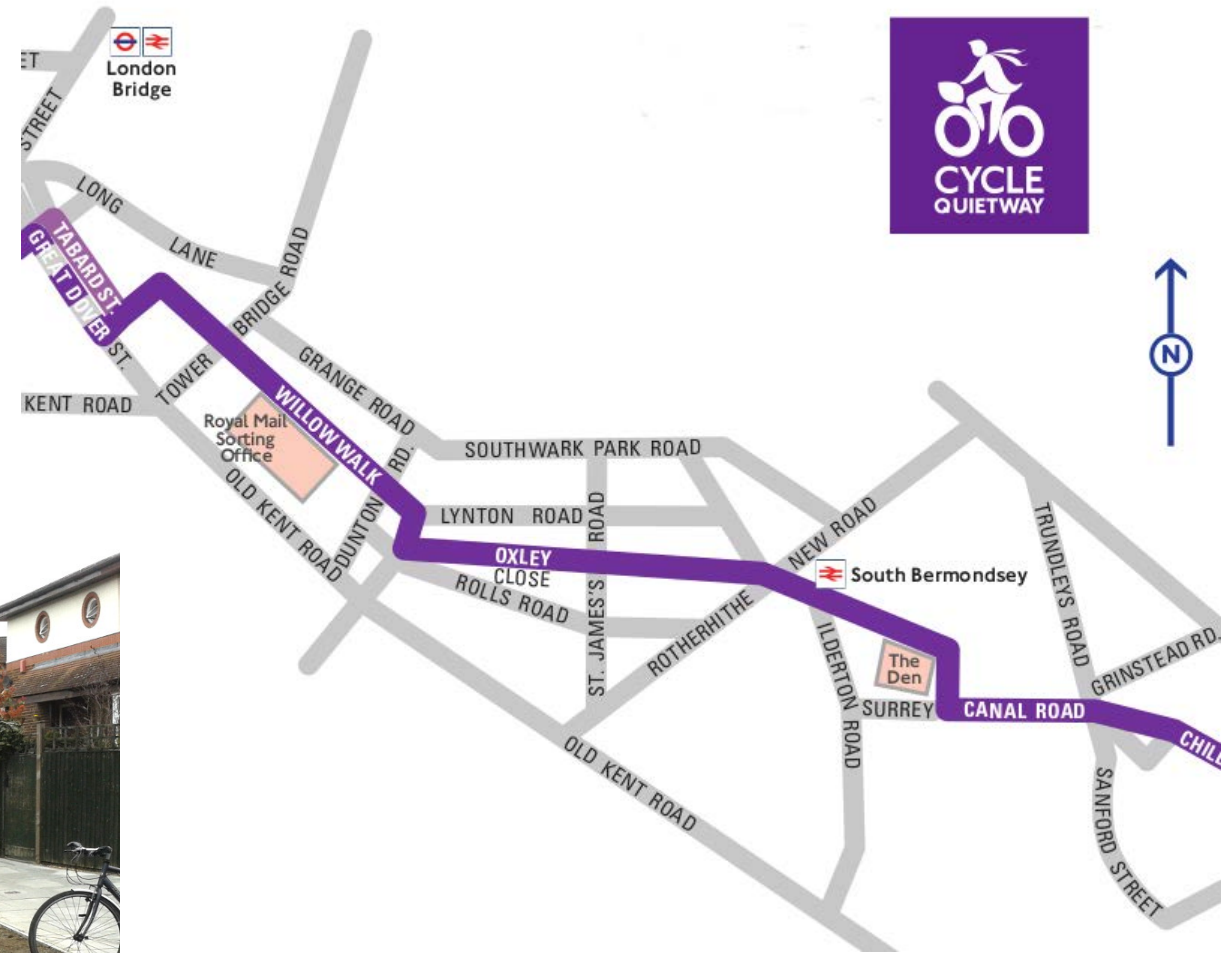 ET
London
Bridge
STREET
CYCLE
QUIETWAY
LONG
LANE
TABARD ST.
GREAT DOVER ST.
TOWER BRIDGE ROAD
KENT ROAD
GRANGE ROAD
WILLOW WALK
Royal Mail
Sorting
Office
N
SOUTHWARK PARK ROAD
OLD KENT ROAD
DUNTON RD.
LYNTON ROAD
OXLEY
CLOSE
ROLLS ROAD
ST. JAMES'S ROAD
ROTHERHITHE NEW ROAD
South Bermondsey
TRUNDLEYS ROAD
GRINSTEAD RD.
The
Den
ILDERTON ROAD
SURREY CANAL ROAD
CHILL
OLD KENT ROAD
SANFORD STREET